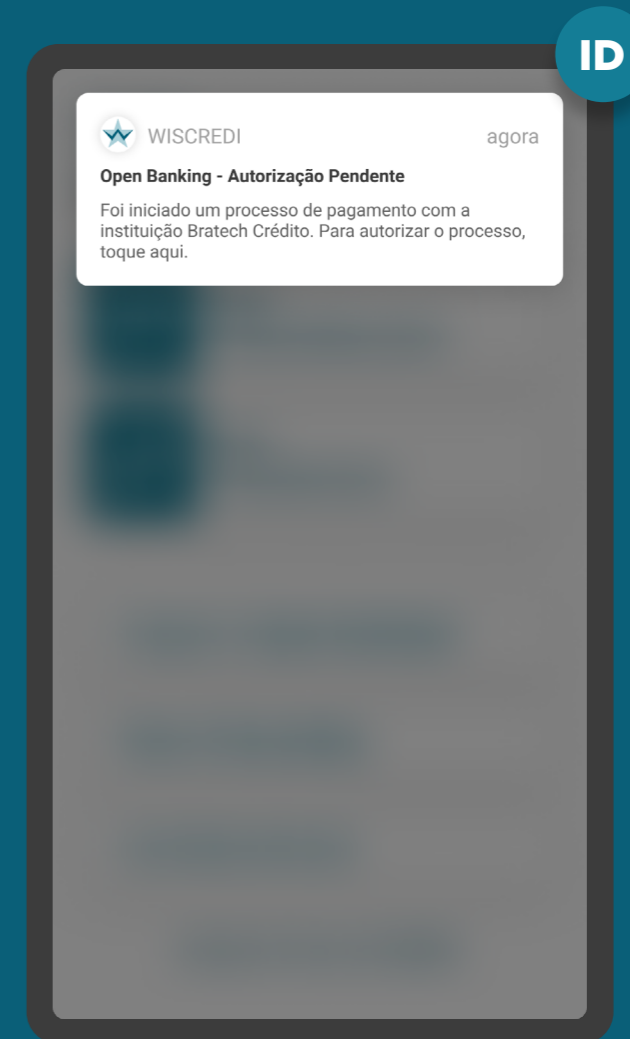 ID
WISCREDI
agora
Open Banking - Autorização Pendente
Foi iniciado um processo de pagamento com a
instituição Bratech Crédito. Para autorizar o processo,
toque aqui.